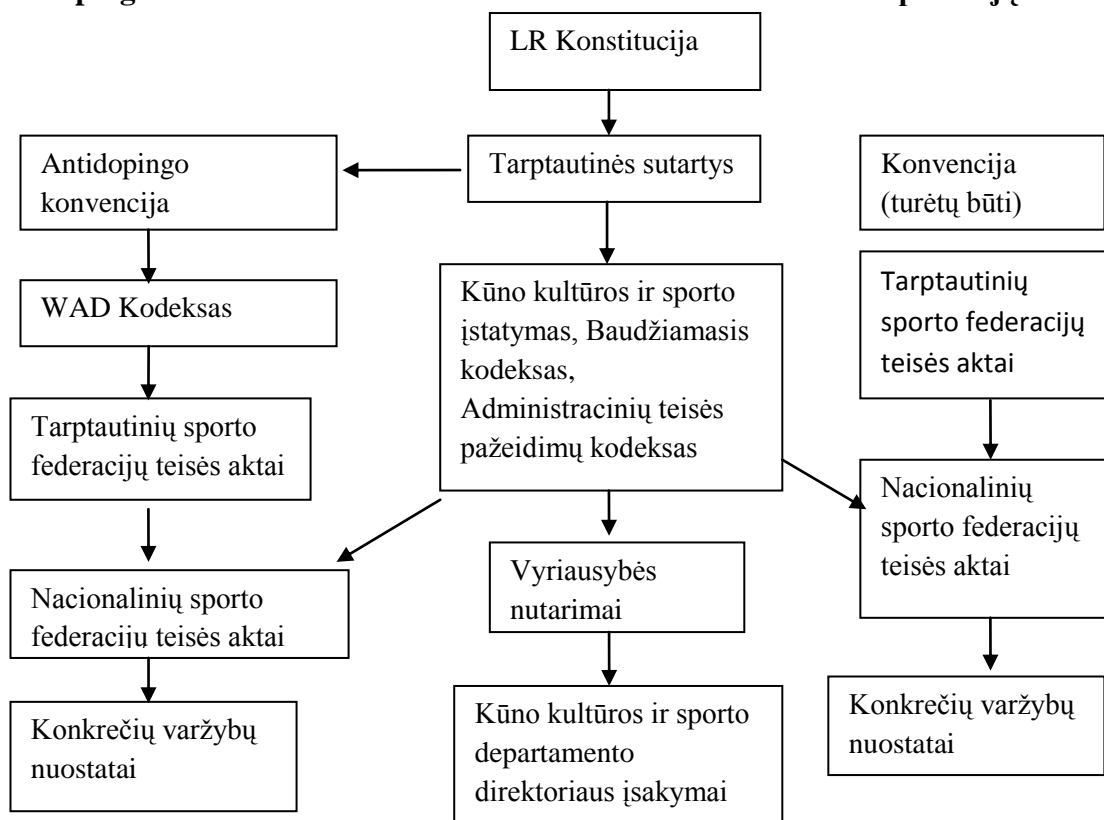 LR Konstitucija
Antidopingo
konvencija
Tarptautinės sutartys
Konvencija
(turėtų būti)
WAD Kodeksas
Kūno kultūros ir sporto
įstatymas, Baudžiamasis
kodeksas,
Administracinių teisės
pažeidimų kodeksas
Tarptautinių
sporto federacijų
teisės aktai
Tarptautinių sporto
federacijų teisės aktai
Nacionalinių
sporto federacijų
teisės aktai
Nacionalinių sporto
federacijų teisės aktai
Vyriausybės
nutarimai
Konkrečių varžybų
nuostatai
Kūno kultūros ir sporto
departamento
direktoriaus įsakymai
Konkrečių varžybų
nuostatai